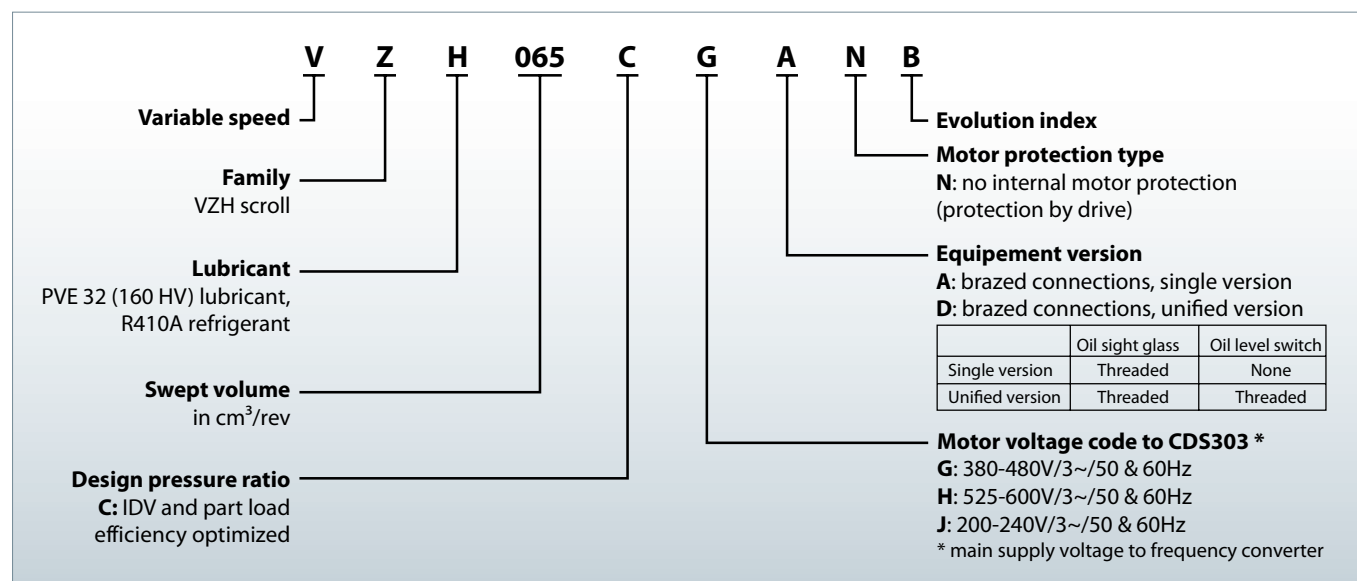 V Z H 065 C G A N B
Variable speed
Family
VZH scroll
Lubricant
PVE 32 (160 HV) lubricant,
R410A refrigerant
Swept volume
in cm³/rev
Design pressure ratio
C: IDV and part load
efficiency optimized
Evolution index
Motor protection type
N: no internal motor protection
(protection by drive)
Equipement version
A: brazed connections, single version
D: brazed connections, unified version
Oil sight glass Oil level switch
Single version Threaded None
Unified version Threaded Threaded
Motor voltage code to CDS303 *
G: 380-480V/3~/50 & 60Hz
H: 525-600V/3~/50 & 60Hz
J: 200-240V/3~/50 & 60Hz
* main supply voltage to frequency converter